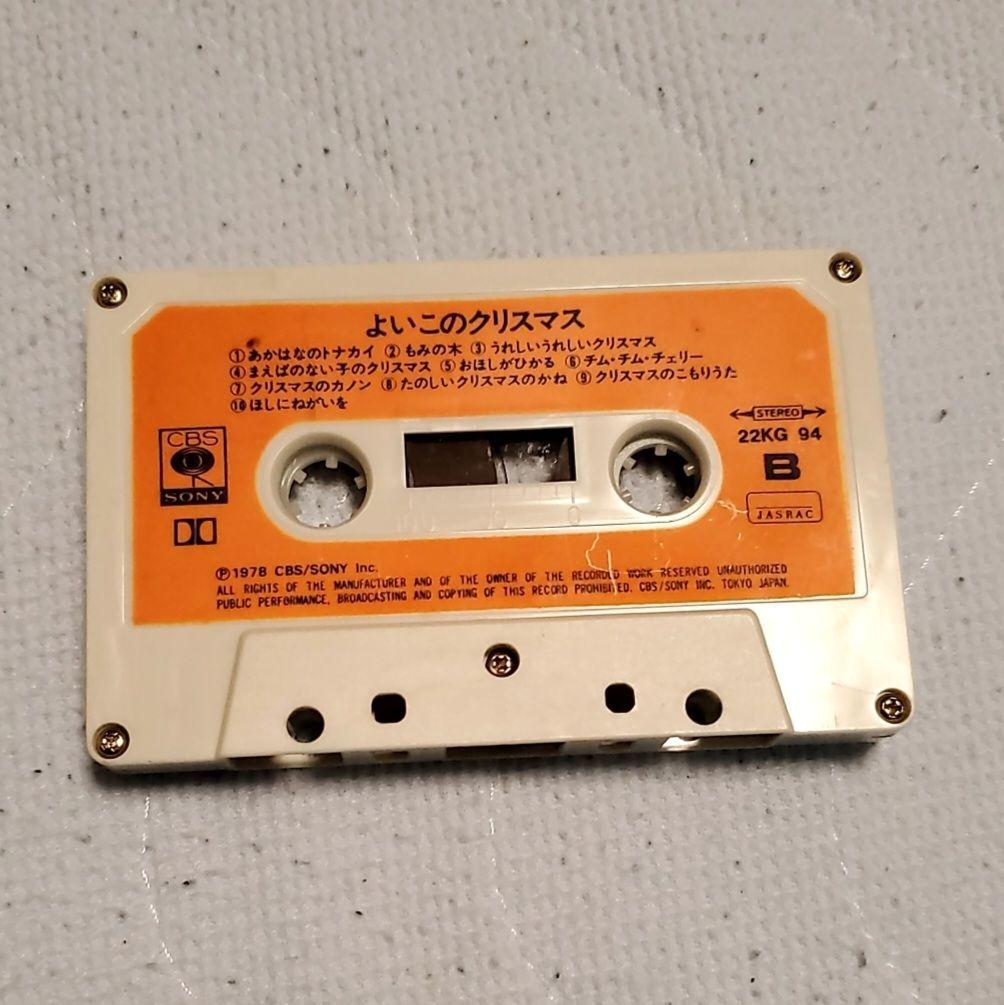 よいこのクリスマス
①あかはなのトナカイ ②もみの木 ③うれしいうれしいクリスマス
④まえばのない子のクリスマス ⑤おほしがひかる ⑥チム・チム・チェリー
⑦クリスマスのカノン ⑧たのしいクリスマスのかね ⑨クリスマスのこもりうた
⑩ほしにねがいを
STEREO
22KG 94
B
JASRAC
CBS
SONY
℗1978 CBS/SONY Inc.
ALL RIGHTS OF THE MANUFACTURER AND OF THE OWNER OF THE RECORDED WORK RESERVED UNAUTHORIZED
PUBLIC PERFORMANCE, BROADCASTING AND COPYING OF THIS RECORD PROHIBITED. CBS/SONY INC. TOKYO JAPAN.